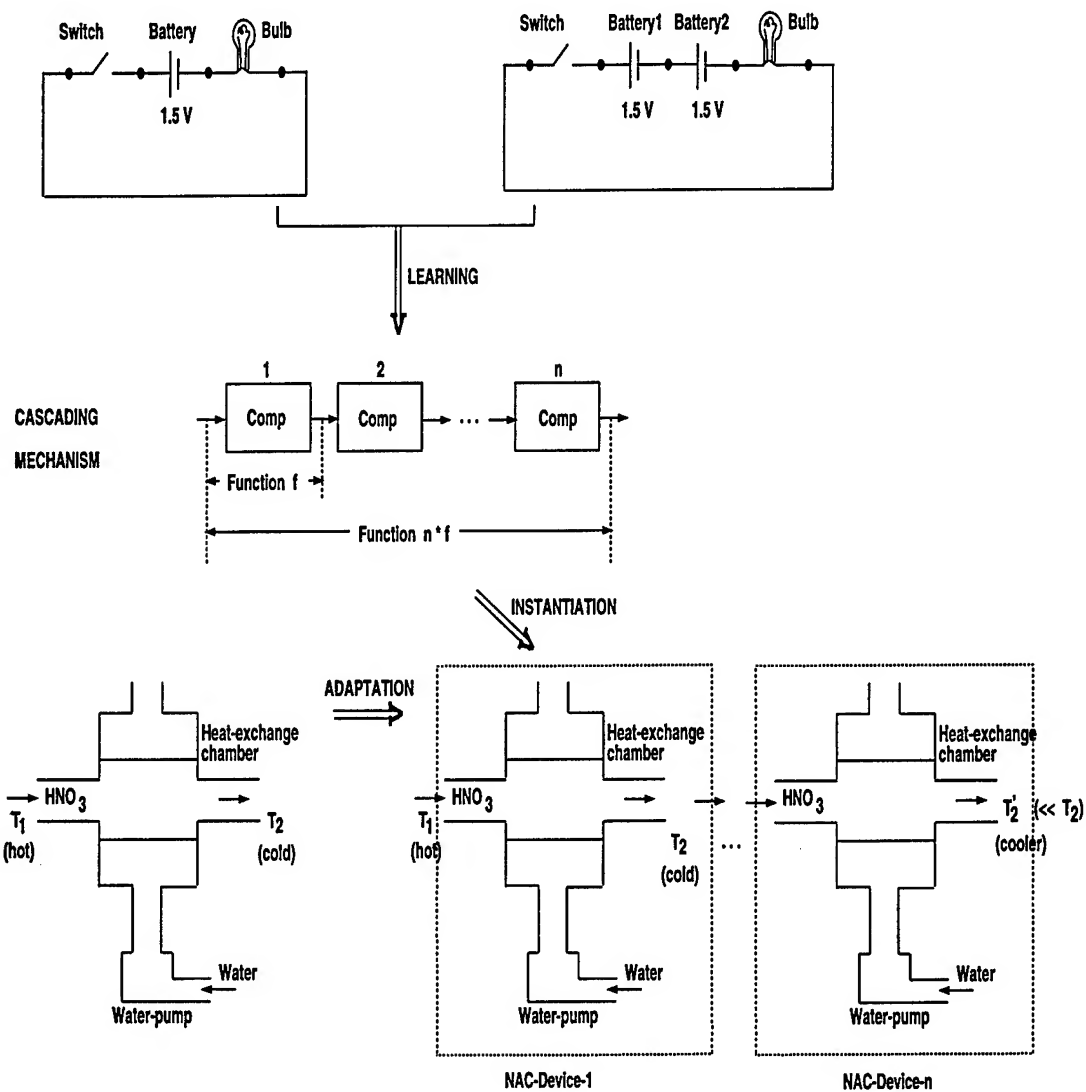 Switch Battery Bulb
1.5 V
Switch Battery1 Battery2 Bulb
1.5 V 1.5 V
LEARNING
CASCADING
MECHANISM
1 2 n
Comp Comp ... Comp
Function f
Function n * f
INSTANTIATION
ADAPTATION
Heat-exchange
chamber
HNO3
T1
(hot)
T2
(cold)
Water
Water-pump
Heat-exchange
chamber
HNO3
T1
(hot)
T2
(cold)
...
Water
Water-pump
NAC-Device-1
Heat-exchange
chamber
HNO3
T2' (<< T2)
(cooler)
Water
Water-pump
NAC-Device-n